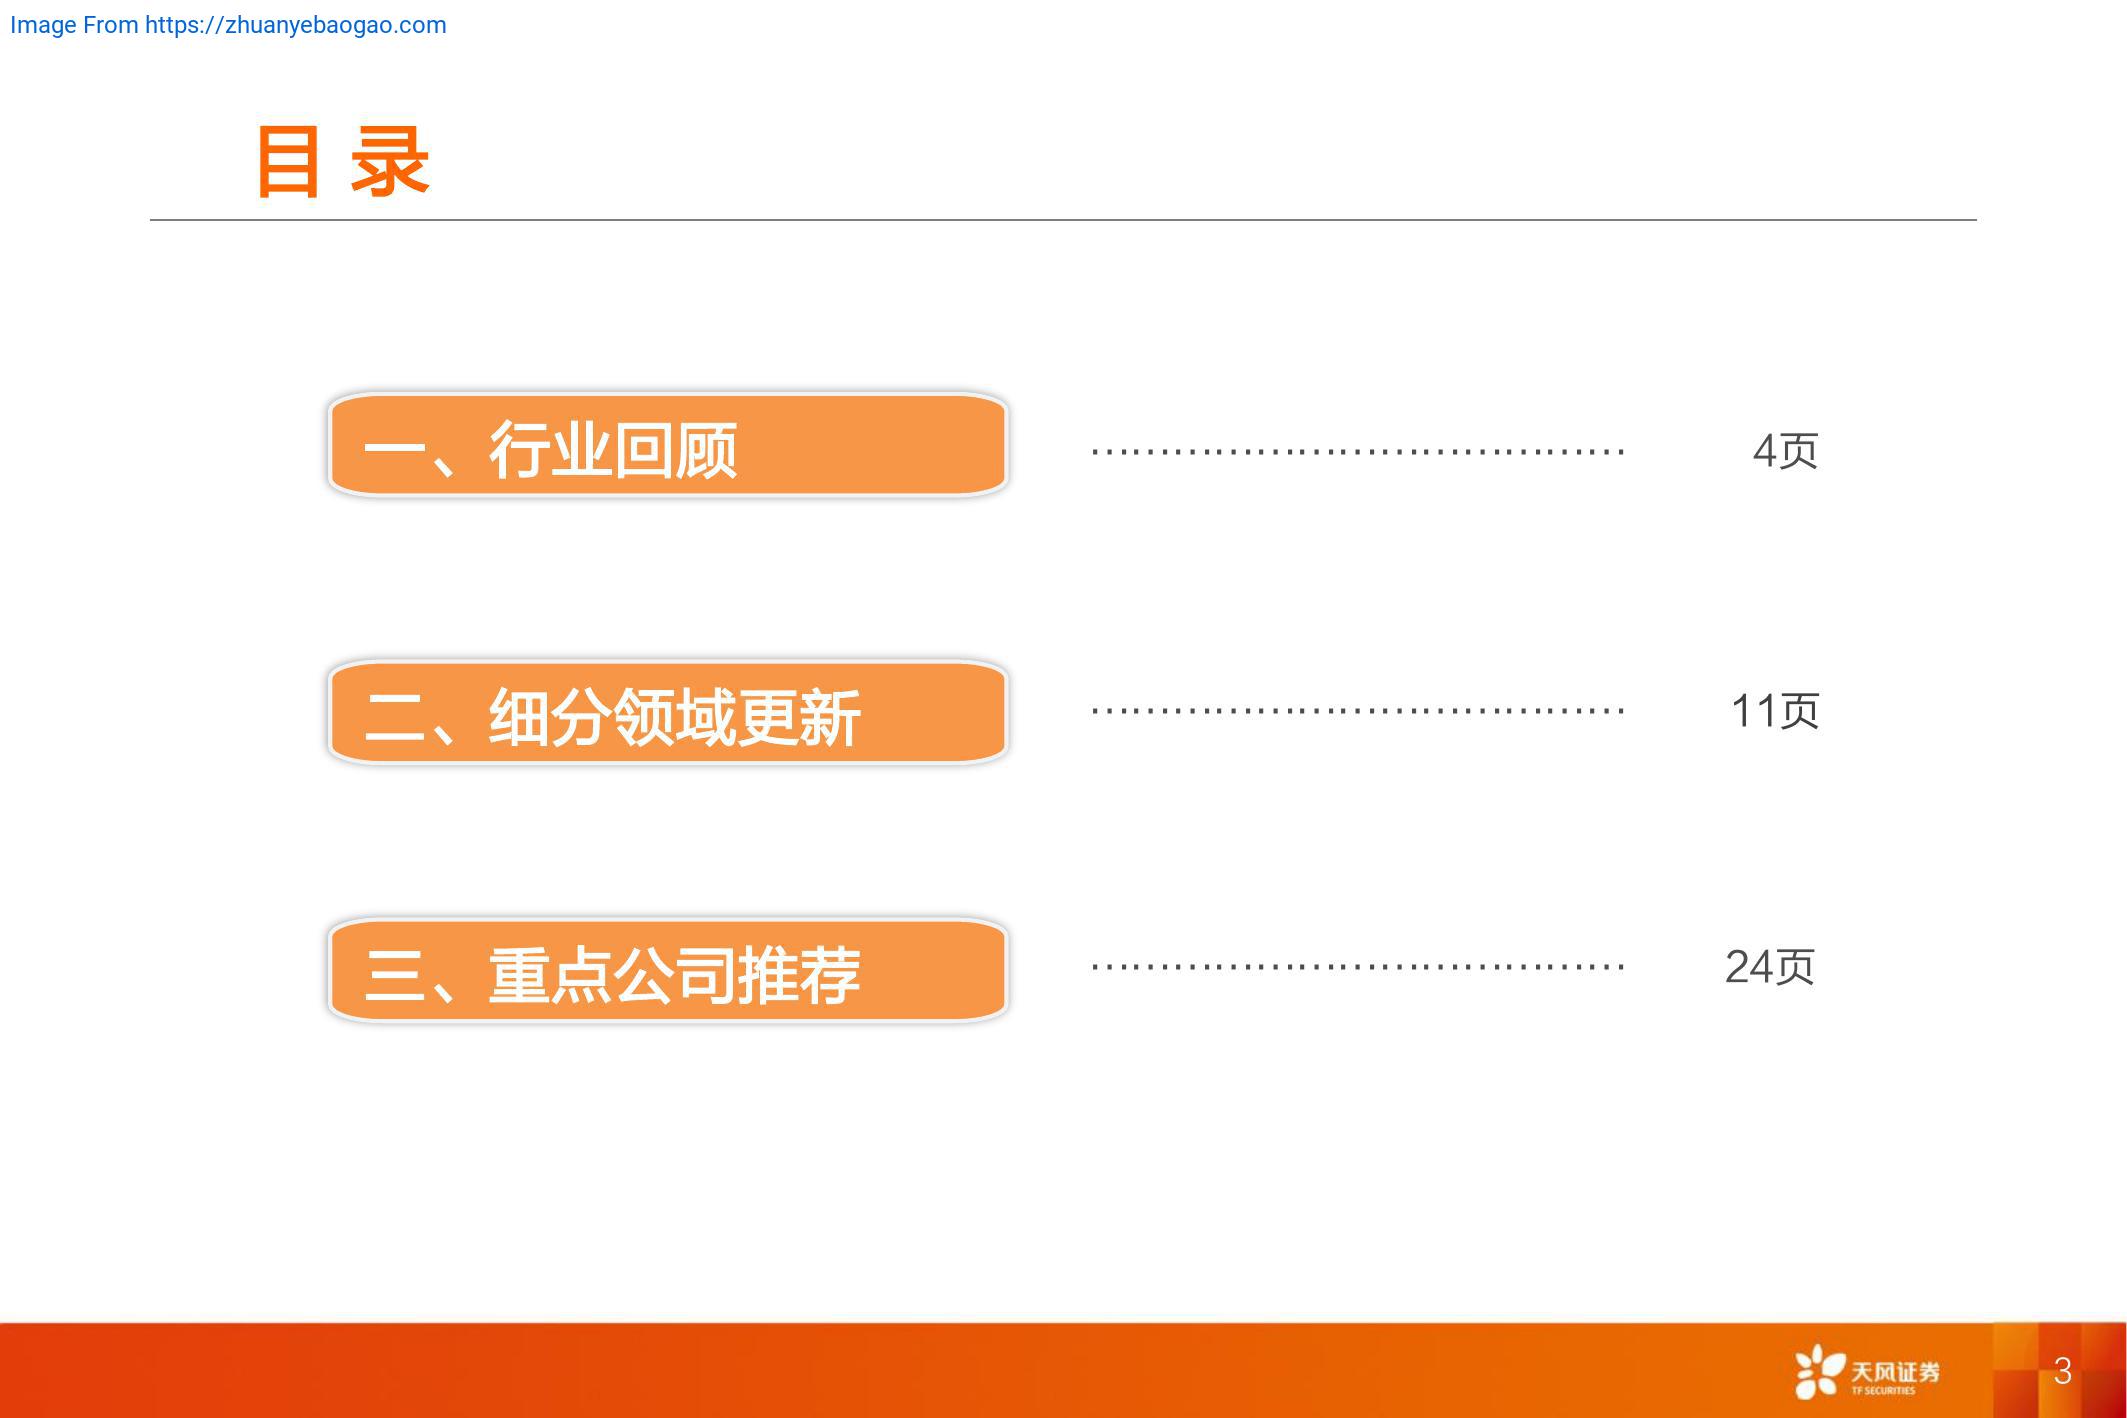 Image From https://zhuanyebaogao.com
目 录
一、行业回顾 ....................................... 4页
二、细分领域更新 ....................................... 11页
三、重点公司推荐 ....................................... 24页
天风证券
TF SECURITIES
3